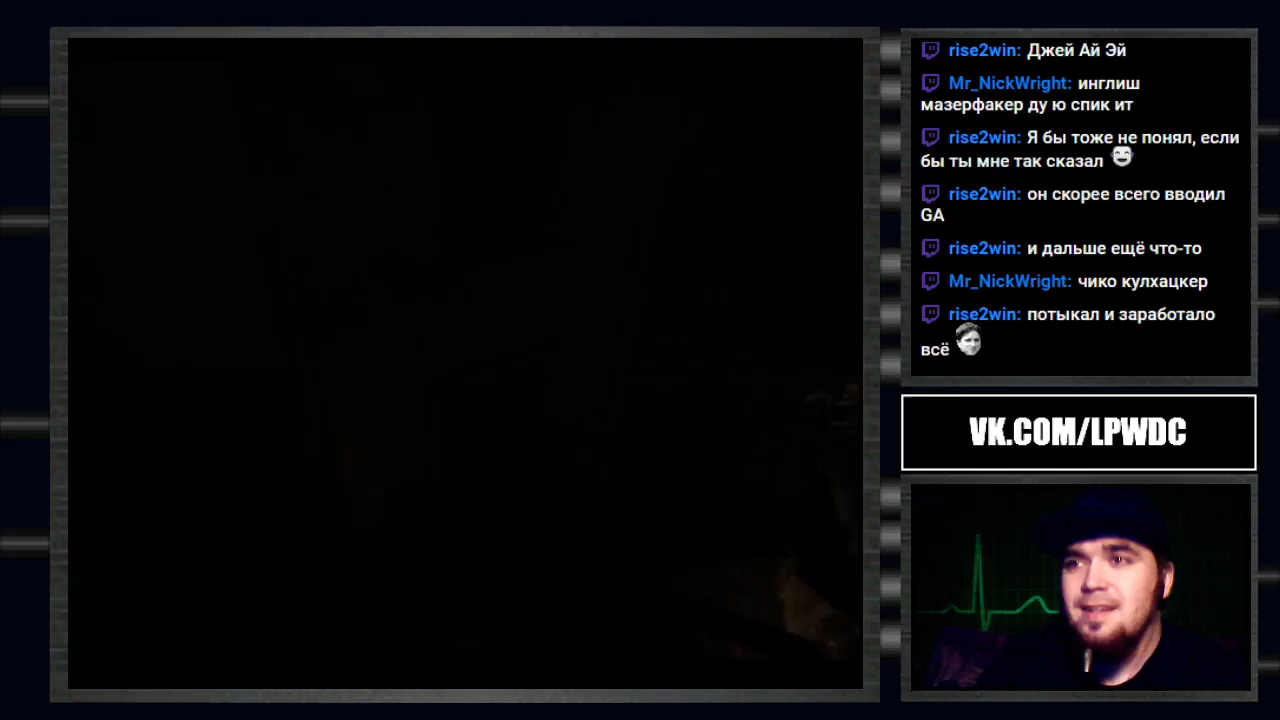 rise2win: Джей Ай Эй
Mr_NickWright: инглиш
мазерфакер ду ю спик ит
rise2win: Я бы тоже не понял, если
бы ты мне так сказал
rise2win: он скорее всего вводил
GA
rise2win: и дальше ещё что-то
Mr_NickWright: чико кулхацкер
rise2win: потыкал и заработало
всё
VK.COM/LPWDC